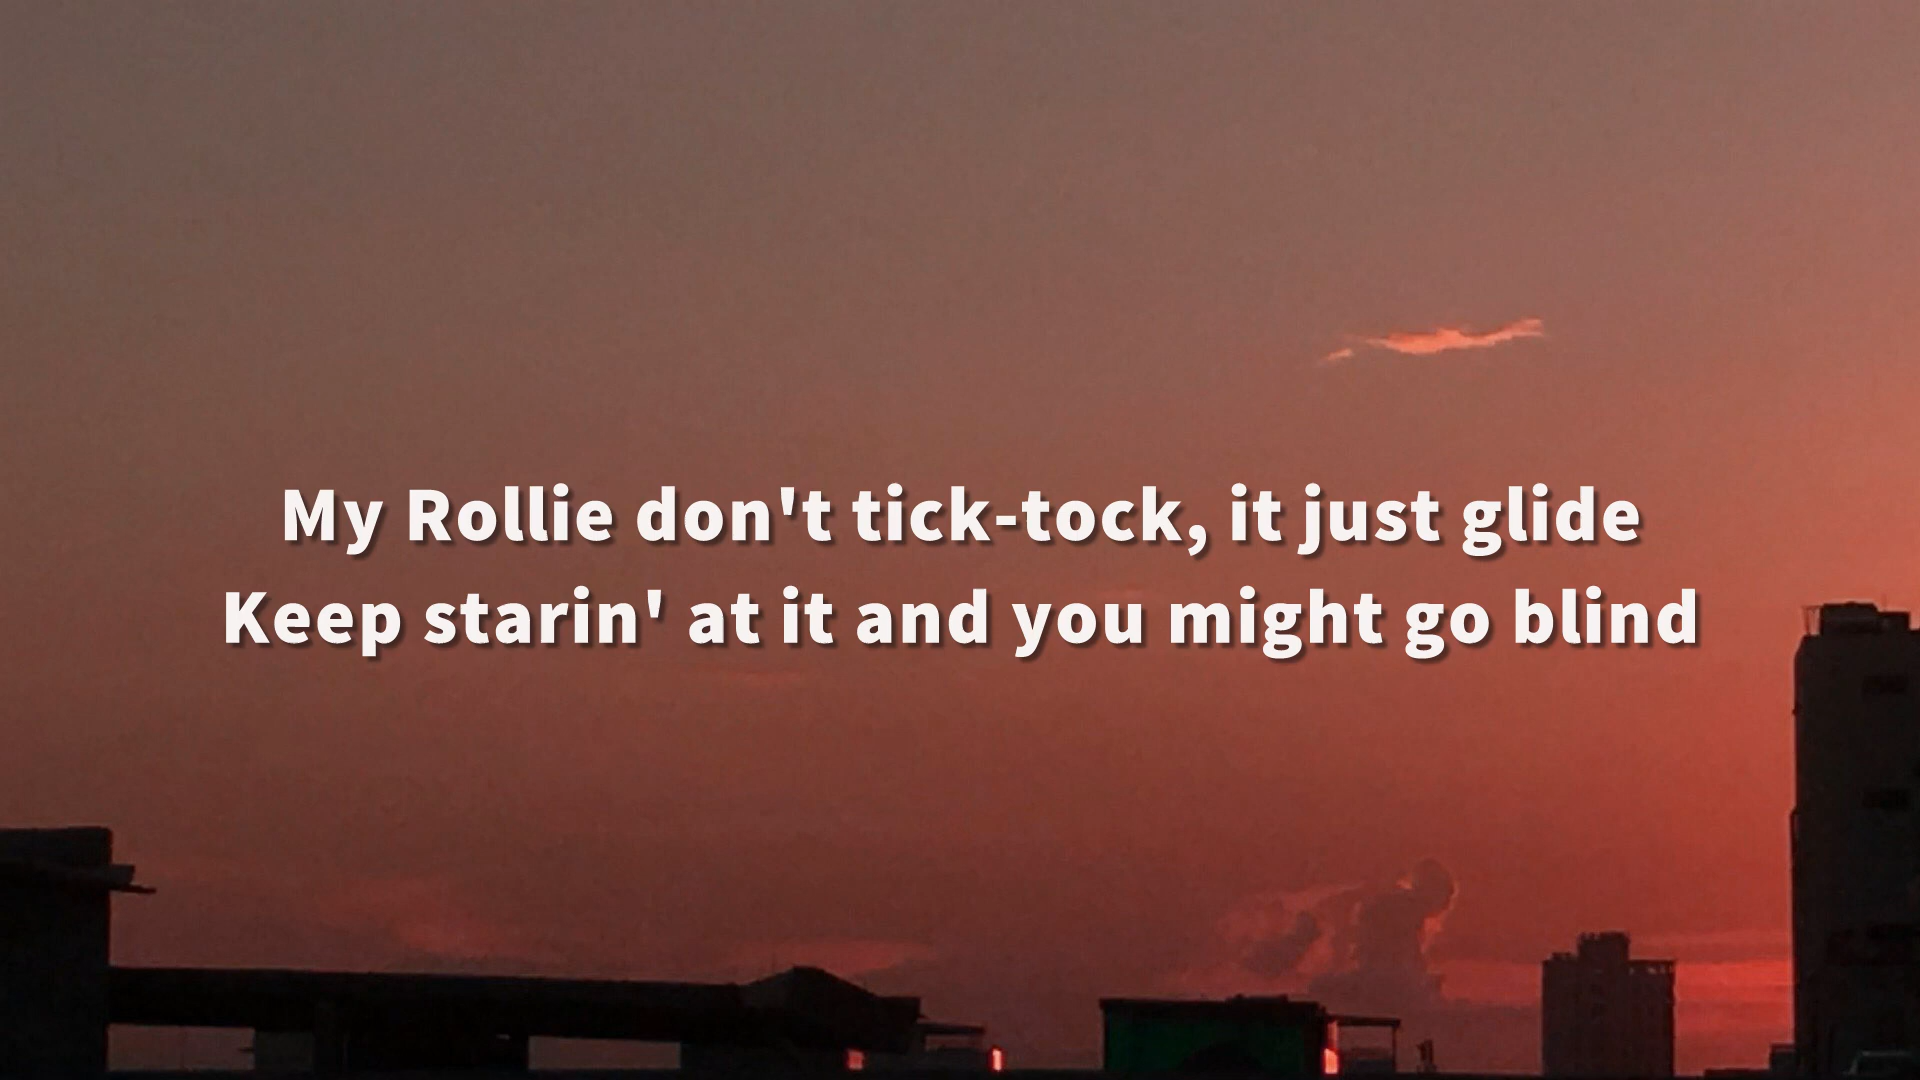 My Rollie don't tick-tock, it just glide
Keep starin' at it and you might go blind